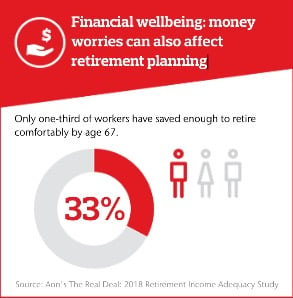 $
Financial wellbeing: money
worries can also affect
retirement planning
Only one-third of workers have saved enough to retire
comfortably by age 67.
33%
Source: Aon's The Real Deal: 2018 Retirement Income Adequacy Study